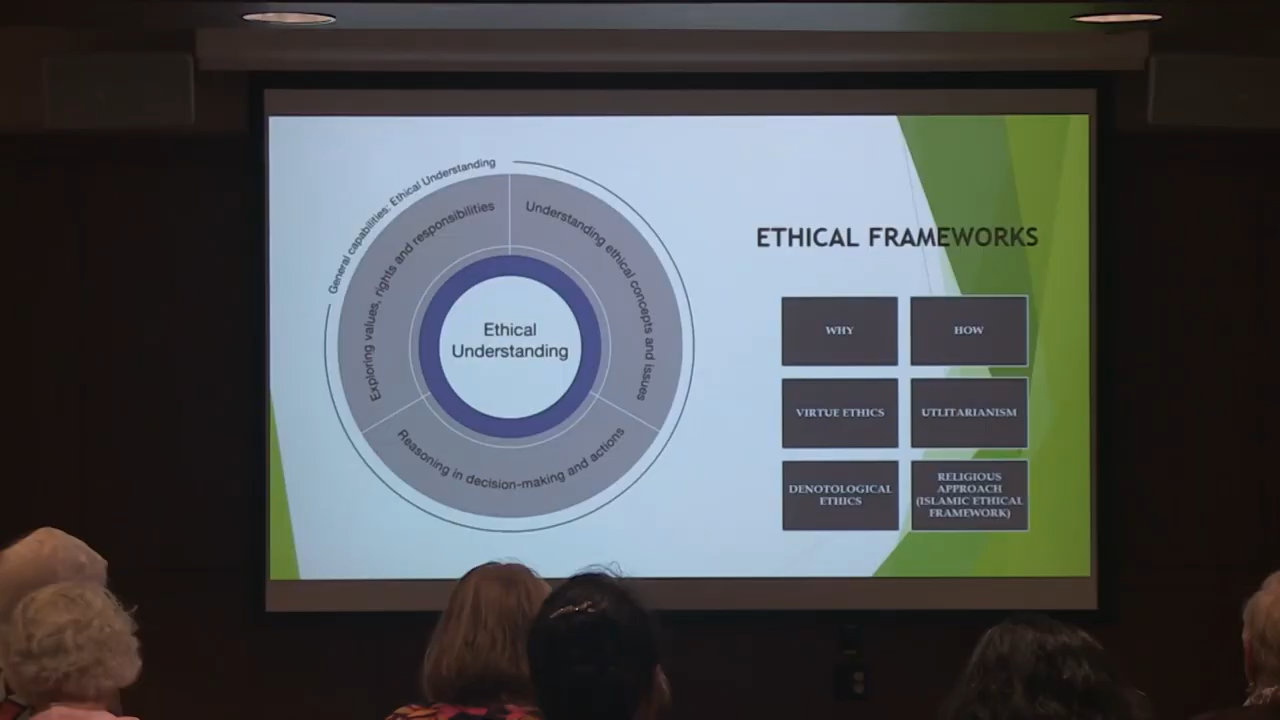 General capabilities: Ethical Understanding
Exploring values, rights and responsibilities
Understanding ethical concepts and issues
Reasoning in decision-making and actions
Ethical
Understanding
ETHICAL FRAMEWORKS
WHY
HOW
VIRTUE ETHICS
UTLITARIANISM
DENOTOLOGICAL
ETHICS
RELIGIOUS
APPROACH
(ISLAMIC ETHICAL
FRAMEWORK)